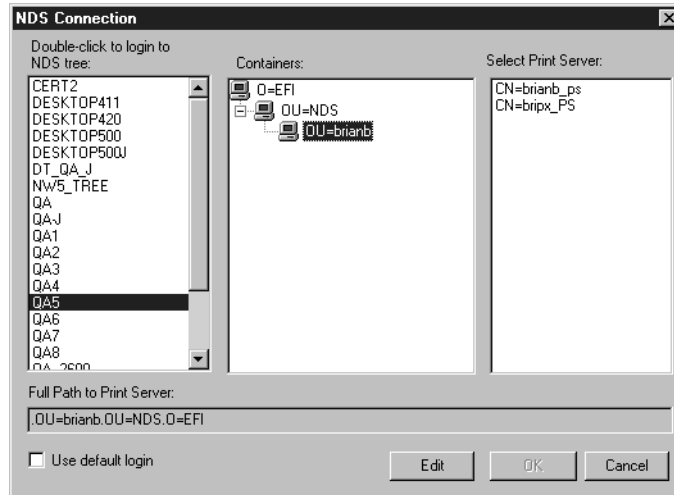 NDS Connection
Double-click to login to
NDS tree:
Containers:
Select Print Server:
CERT2
DESKTOP411
DESKTOP420
DESKTOP500
DESKTOP500J
DT_QA_J
NW5_TREE
QA
QA-J
QA1
QA2
QA3
QA4
QA5
QA6
QA7
QA8
QA_2600
O=EFI
OU=NDS
OU=brianb
CN=brianb_ps
CN=bripx_PS
Full Path to Print Server:
.OU=brianb.OU=NDS.O=EFI
Use default login
Edit
OK
Cancel